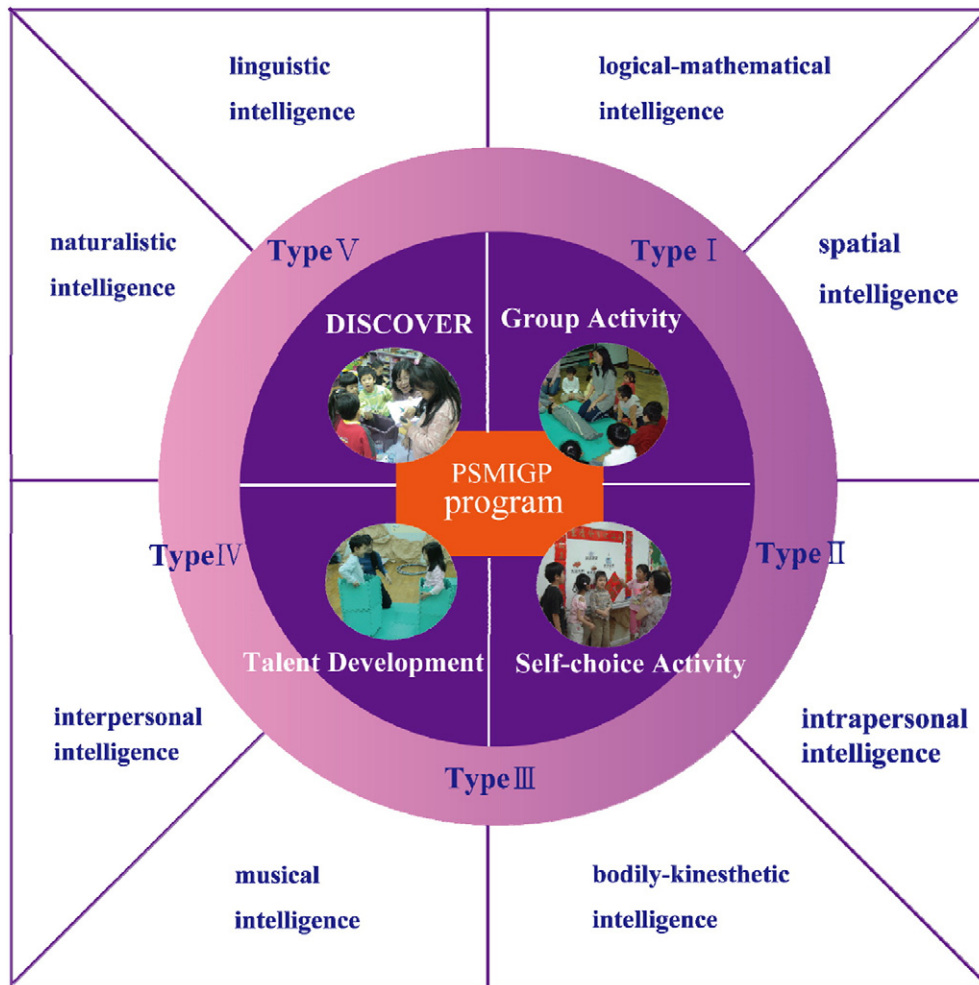 linguistic
intelligence
logical-mathematical
intelligence
naturalistic
intelligence
spatial
intelligence
Type Ⅴ
Type Ⅰ
DISCOVER
Group Activity
PSMIGP
program
Type Ⅳ
Type Ⅱ
Talent Development
Self-choice Activity
interpersonal
intelligence
intrapersonal
intelligence
Type Ⅲ
musical
intelligence
bodily-kinesthetic
intelligence